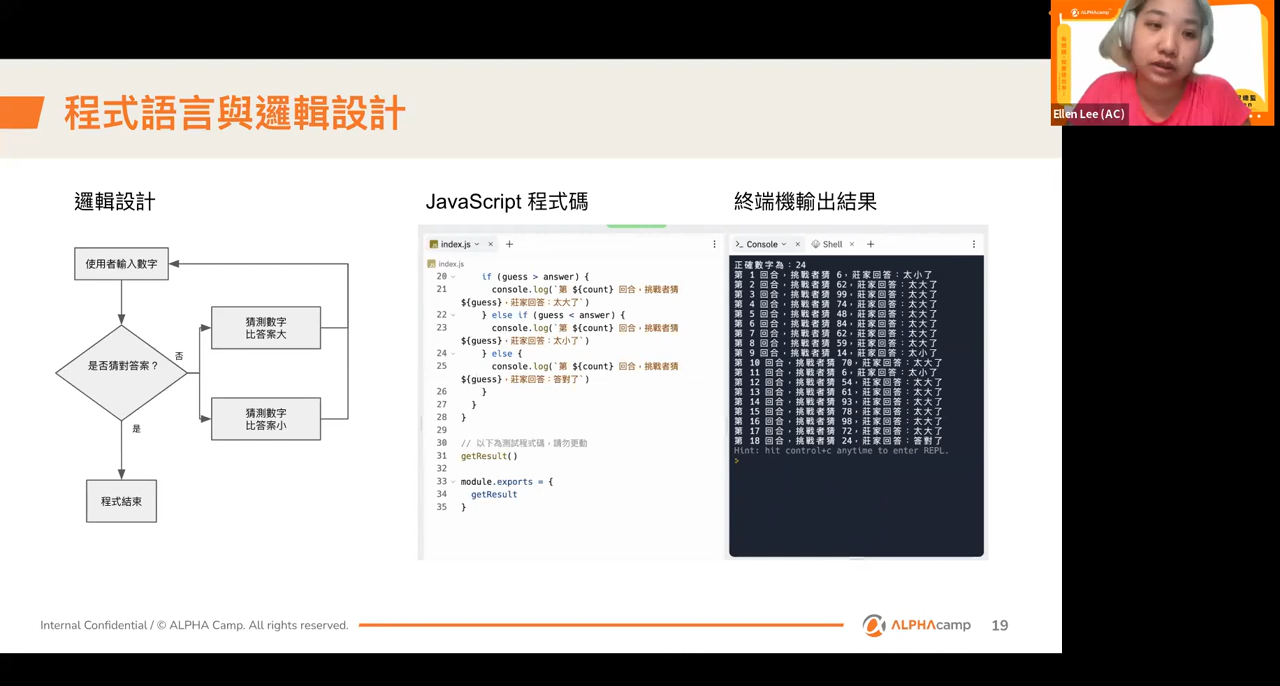 程式語言與邏輯設計
邏輯設計
使用者輸入數字
猜測數字
比答案大
是否猜對答案？
否
猜測數字
比答案小
是
程式結束
JavaScript 程式碼
index.js
index.js
20 if (guess > answer) {
21 console.log(`第 ${count} 回合，挑戰者猜
${guess}，莊家回答：太大了`)
22 } else if (guess < answer) {
23 console.log(`第 ${count} 回合，挑戰者猜
${guess}，莊家回答：太小了`)
24 } else {
25 console.log(`第 ${count} 回合，挑戰者猜
${guess}，莊家回答：答對了`)
26 }
27 }
28 }
29
30 // 以下為測試程式碼，請勿更動
31 getResult()
32
33 module.exports = {
34 getResult
35 }
終端機輸出結果
>_ Console Shell
正確數字為：24
第 1 回合，挑戰者猜 6，莊家回答：太小了
第 2 回合，挑戰者猜 62，莊家回答：太大了
第 3 回合，挑戰者猜 99，莊家回答：太大了
第 4 回合，挑戰者猜 74，莊家回答：太大了
第 5 回合，挑戰者猜 48，莊家回答：太大了
第 6 回合，挑戰者猜 84，莊家回答：太大了
第 7 回合，挑戰者猜 62，莊家回答：太大了
第 8 回合，挑戰者猜 59，莊家回答：太大了
第 9 回合，挑戰者猜 14，莊家回答：太小了
第 10 回合，挑戰者猜 70，莊家回答：太大了
第 11 回合，挑戰者猜 6，莊家回答：太小了
第 12 回合，挑戰者猜 54，莊家回答：太大了
第 13 回合，挑戰者猜 61，莊家回答：太大了
第 14 回合，挑戰者猜 93，莊家回答：太大了
第 15 回合，挑戰者猜 78，莊家回答：太大了
第 16 回合，挑戰者猜 98，莊家回答：太大了
第 17 回合，挑戰者猜 72，莊家回答：太大了
第 18 回合，挑戰者猜 24，莊家回答：答對了
Hint: hit control+c anytime to enter REPL.
>
Internal Confidential / © ALPHA Camp. All rights reserved.
ALPHAcamp
19
ALPHAcamp
Ellen Lee (AC)